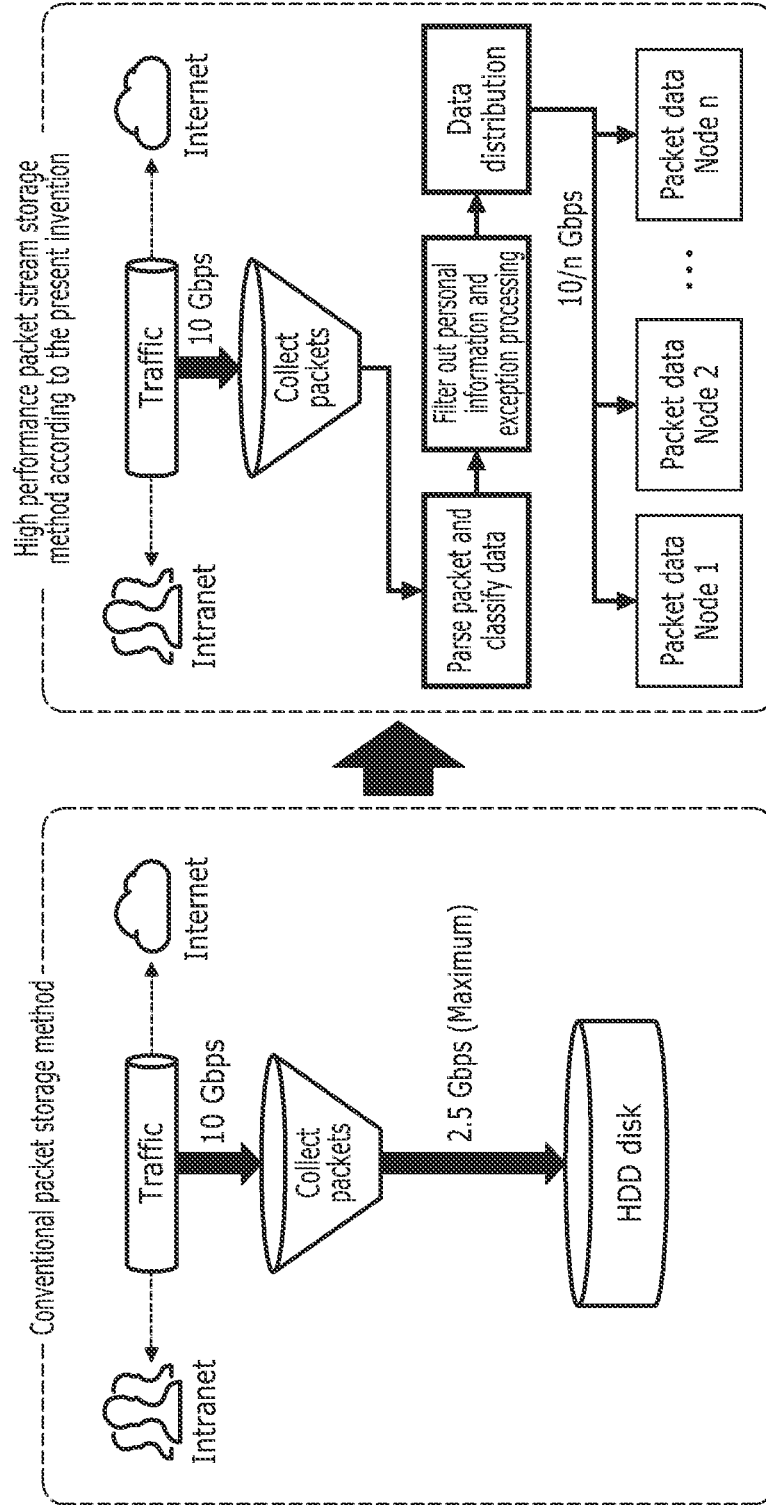 Conventional packet storage method
Intranet
Traffic
Internet
10 Gbps
Collect
packets
2.5 Gbps (Maximum)
HDD disk
High performance packet stream storage
method according to the present invention
Intranet
Traffic
Internet
10 Gbps
Collect
packets
Parse packet and
classify data
Filter out personal
information and
exception processing
Data
distribution
10/n Gbps
Packet data
Node 1
Packet data
Node 2
...
Packet data
Node n